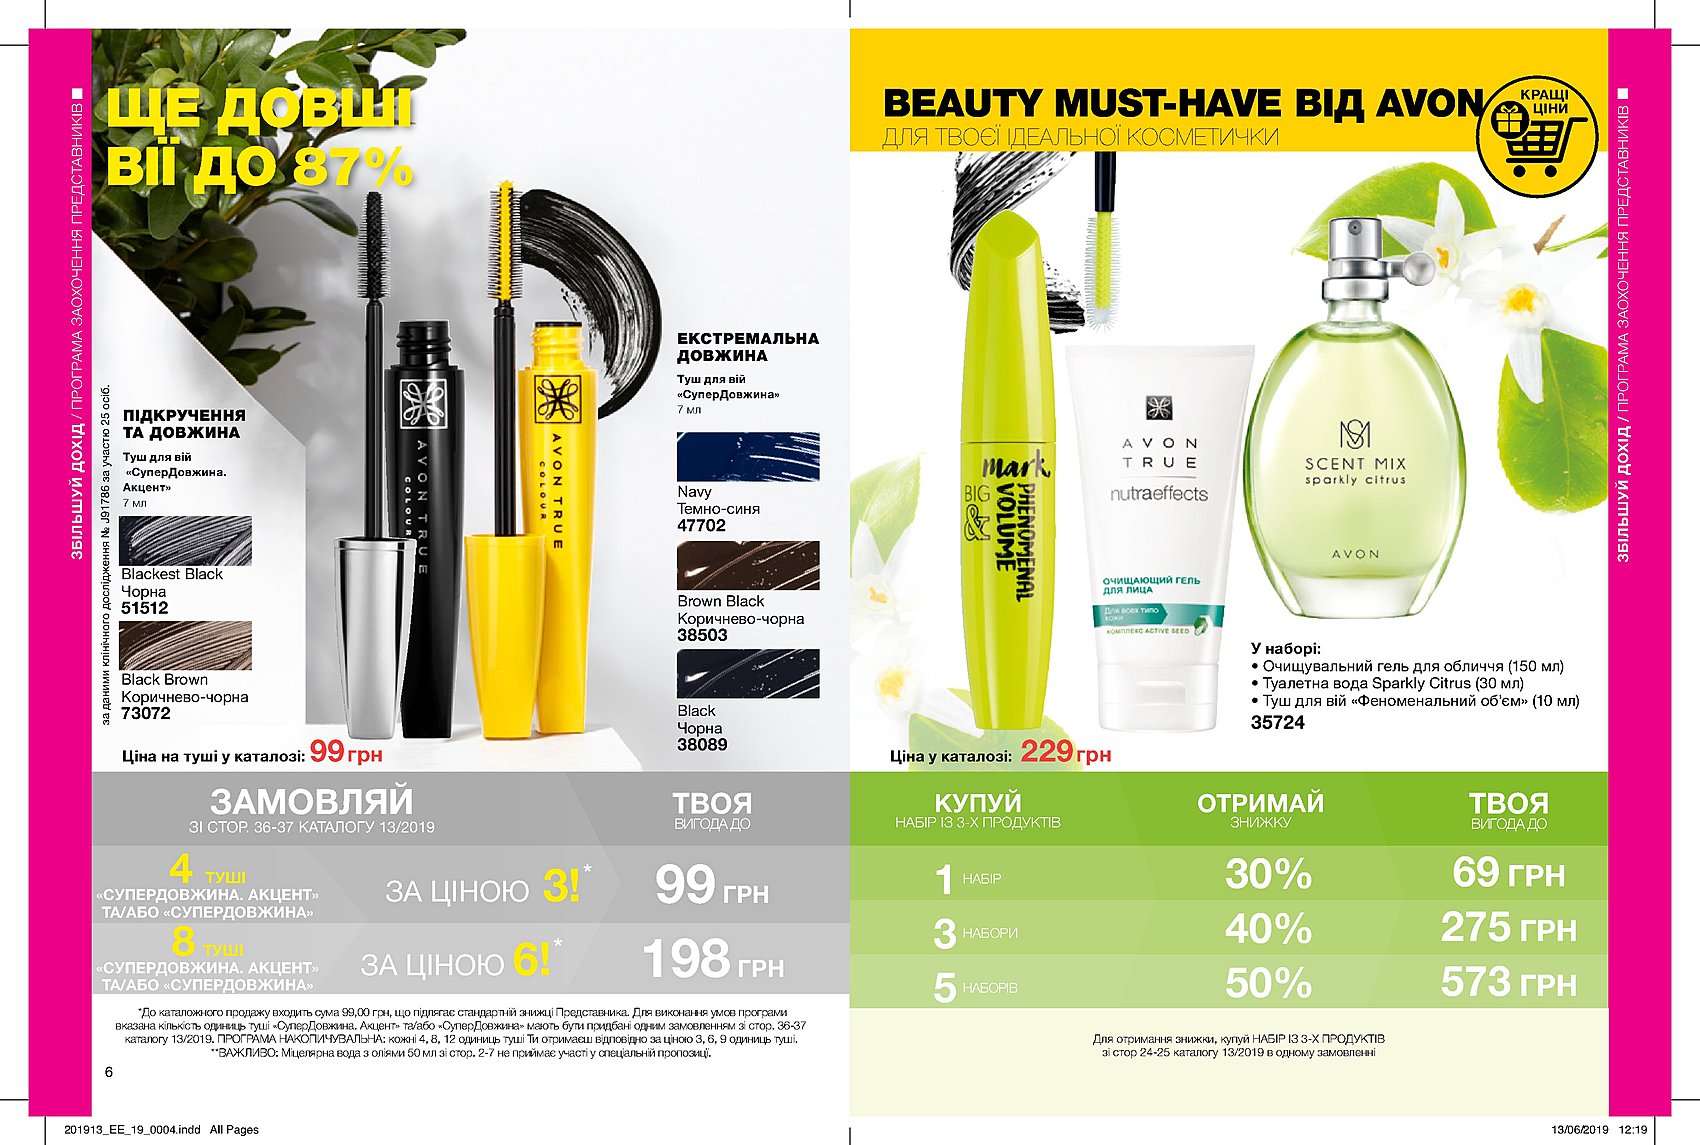 ЗБІЛЬШУЙ ДОХІД / ПРОГРАМА ЗАОХОЧЕННЯ ПРЕДСТАВНИКІВ
ЩЕ ДОВШІ
ВІЇ ДО 87%
за даними клінічного дослідження № J91786 за участю 25 осіб.
ПІДКРУЧЕННЯ
ТА ДОВЖИНА
Туш для вій
«СуперДовжина.
Акцент»
7 мл
Blackest Black
Чорна
51512
Black Brown
Коричнево-чорна
73072
AVON TRUE
COLOUR
AVON TRUE
COLOUR
ЕКСТРЕМАЛЬНА
ДОВЖИНА
Туш для вій
«СуперДовжина»
7 мл
Navy
Темно-синя
47702
Brown Black
Коричнево-чорна
38503
Black
Чорна
38089
Ціна на туші у каталозі: 99 грн
ЗАМОВЛЯЙ
ЗІ СТОР. 36-37 КАТАЛОГУ 13/2019
ТВОЯ
ВИГОДА ДО
4 ТУШІ
«СУПЕРДОВЖИНА. АКЦЕНТ»
ТА/АБО «СУПЕРДОВЖИНА»
ЗА ЦІНОЮ 3!*
99 ГРН
8 ТУШІ
«СУПЕРДОВЖИНА. АКЦЕНТ»
ТА/АБО «СУПЕРДОВЖИНА»
ЗА ЦІНОЮ 6!*
198 ГРН
*До каталожного продажу входить сума 99,00 грн, що підлягає стандартній знижці Представника. Для виконання умов програми
вказана кількість одиниць туші «СуперДовжина. Акцент» та/або «СуперДовжина» мають бути придбані одним замовленням зі стор. 36-37
каталогу 13/2019. ПРОГРАМА НАКОПИЧУВАЛЬНА: кожні 4, 8, 12 одиниць туші Ти отримаєш відповідно за ціною 3, 6, 9 одиниць туші.
**ВАЖЛИВО: Міцелярна вода з оліями 50 мл зі стор. 2-7 не приймає участі у спеціальній пропозиції.
6
BEAUTY MUST-HAVE ВІД AVON
ДЛЯ ТВОЄЇ ІДЕАЛЬНОЇ КОСМЕТИЧКИ
КРАЩІ
ЦІНИ
mark.
BIG
&
PHENOMENAL
VOLUME
AVON
TRUE
nutraeffects
ОЧИЩАЮЩИЙ ГЕЛЬ
ДЛЯ ЛИЦА
Для всех типов
кожи
КОМПЛЕКС ACTIVE SEED
SCENT MIX
sparkly citrus
AVON
У наборі:
• Очищувальний гель для обличчя (150 мл)
• Туалетна вода Sparkly Citrus (30 мл)
• Туш для вій «Феноменальний об’єм» (10 мл)
35724
Ціна у каталозі: 229 грн
КУПУЙ
НАБІР ІЗ 3-Х ПРОДУКТІВ
ОТРИМАЙ
ЗНИЖКУ
ТВОЯ
ВИГОДА ДО
1 НАБІР
30%
69 ГРН
3 НАБОРИ
40%
275 ГРН
5 НАБОРІВ
50%
573 ГРН
Для отримання знижки, купуй НАБІР ІЗ 3-Х ПРОДУКТІВ
зі стор 24-25 каталогу 13/2019 в одному замовленні
ЗБІЛЬШУЙ ДОХІД / ПРОГРАМА ЗАОХОЧЕННЯ ПРЕДСТАВНИКІВ
201913_EE_19_0004.indd All Pages
13/06/2019 12:19